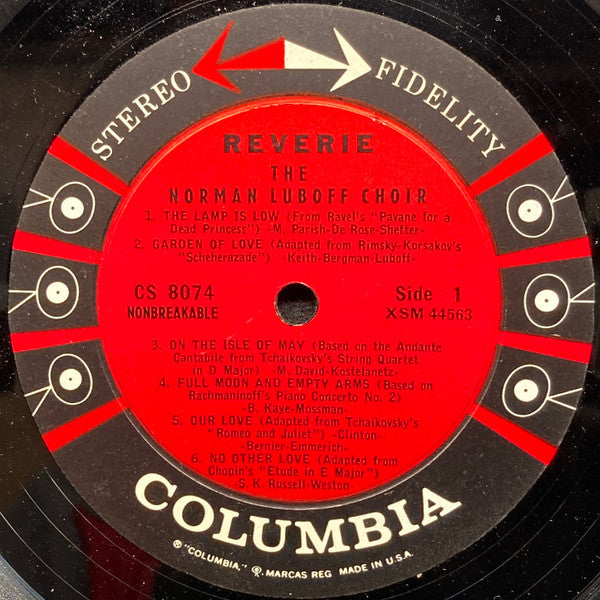 STEREO FIDELITY
REVERIE
THE
NORMAN LUBOFF CHOIR
1. THE LAMP IS LOW (From Ravel's "Pavane for a
Dead Princess") -M. Parish-De Rose-Shefter-
2. GARDEN OF LOVE (Adapted from Rimsky-Korsakov's
"Scheherazade") -Keith-Bergman-Luboff-
CS 8074 Side 1
NONBREAKABLE XSM 44563
3. ON THE ISLE OF MAY (Based on the Andante
Cantabile from Tchaikovsky's String Quartet
in D Major) -M. David-Kostelanetz-
4. FULL MOON AND EMPTY ARMS (Based on
Rachmaninoff's Piano Concerto No. 2)-
B. Kaye-Mossman-
5. OUR LOVE (Adapted from Tchaikovsky's
"Romeo and Juliet") -Clinton-
Bernier-Emmerich-
6. NO OTHER LOVE (Adapted from
Chopin's "Etude in E Major")-
S. K. Russell-Weston-
COLUMBIA
® "COLUMBIA," ®, MARCAS REG MADE IN U.S.A.